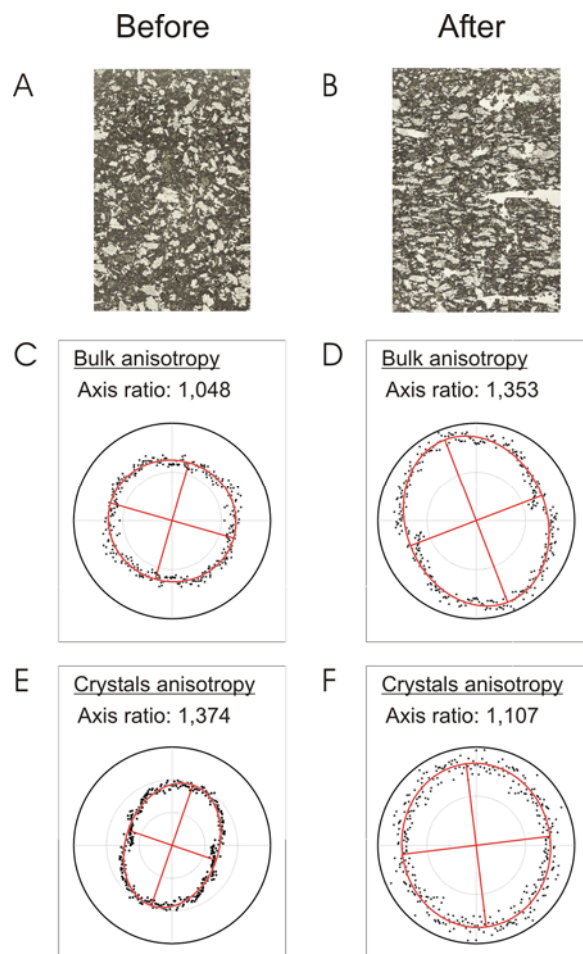 Before
After
A
B
C
Bulk anisotropy
Axis ratio: 1,048
D
Bulk anisotropy
Axis ratio: 1,353
E
Crystals anisotropy
Axis ratio: 1,374
F
Crystals anisotropy
Axis ratio: 1,107